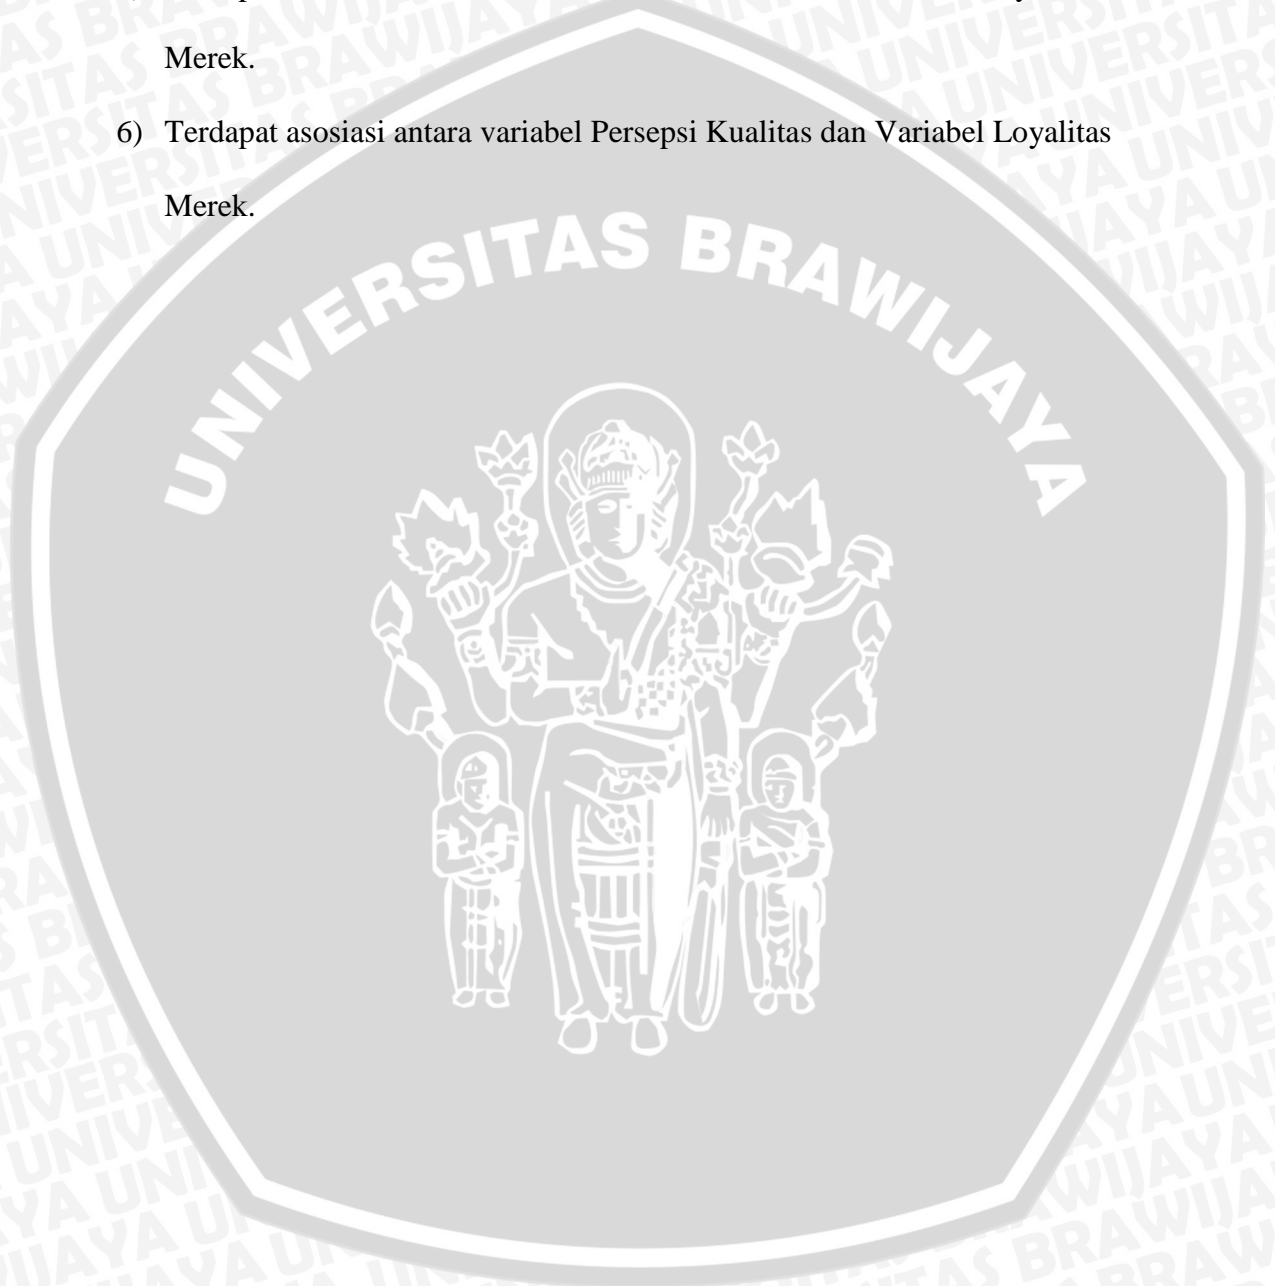 Merek.
6) Terdapat asosiasi antara variabel Persepsi Kualitas dan Variabel Loyalitas
Merek.
UNIVERSITAS BRAWIJAYA